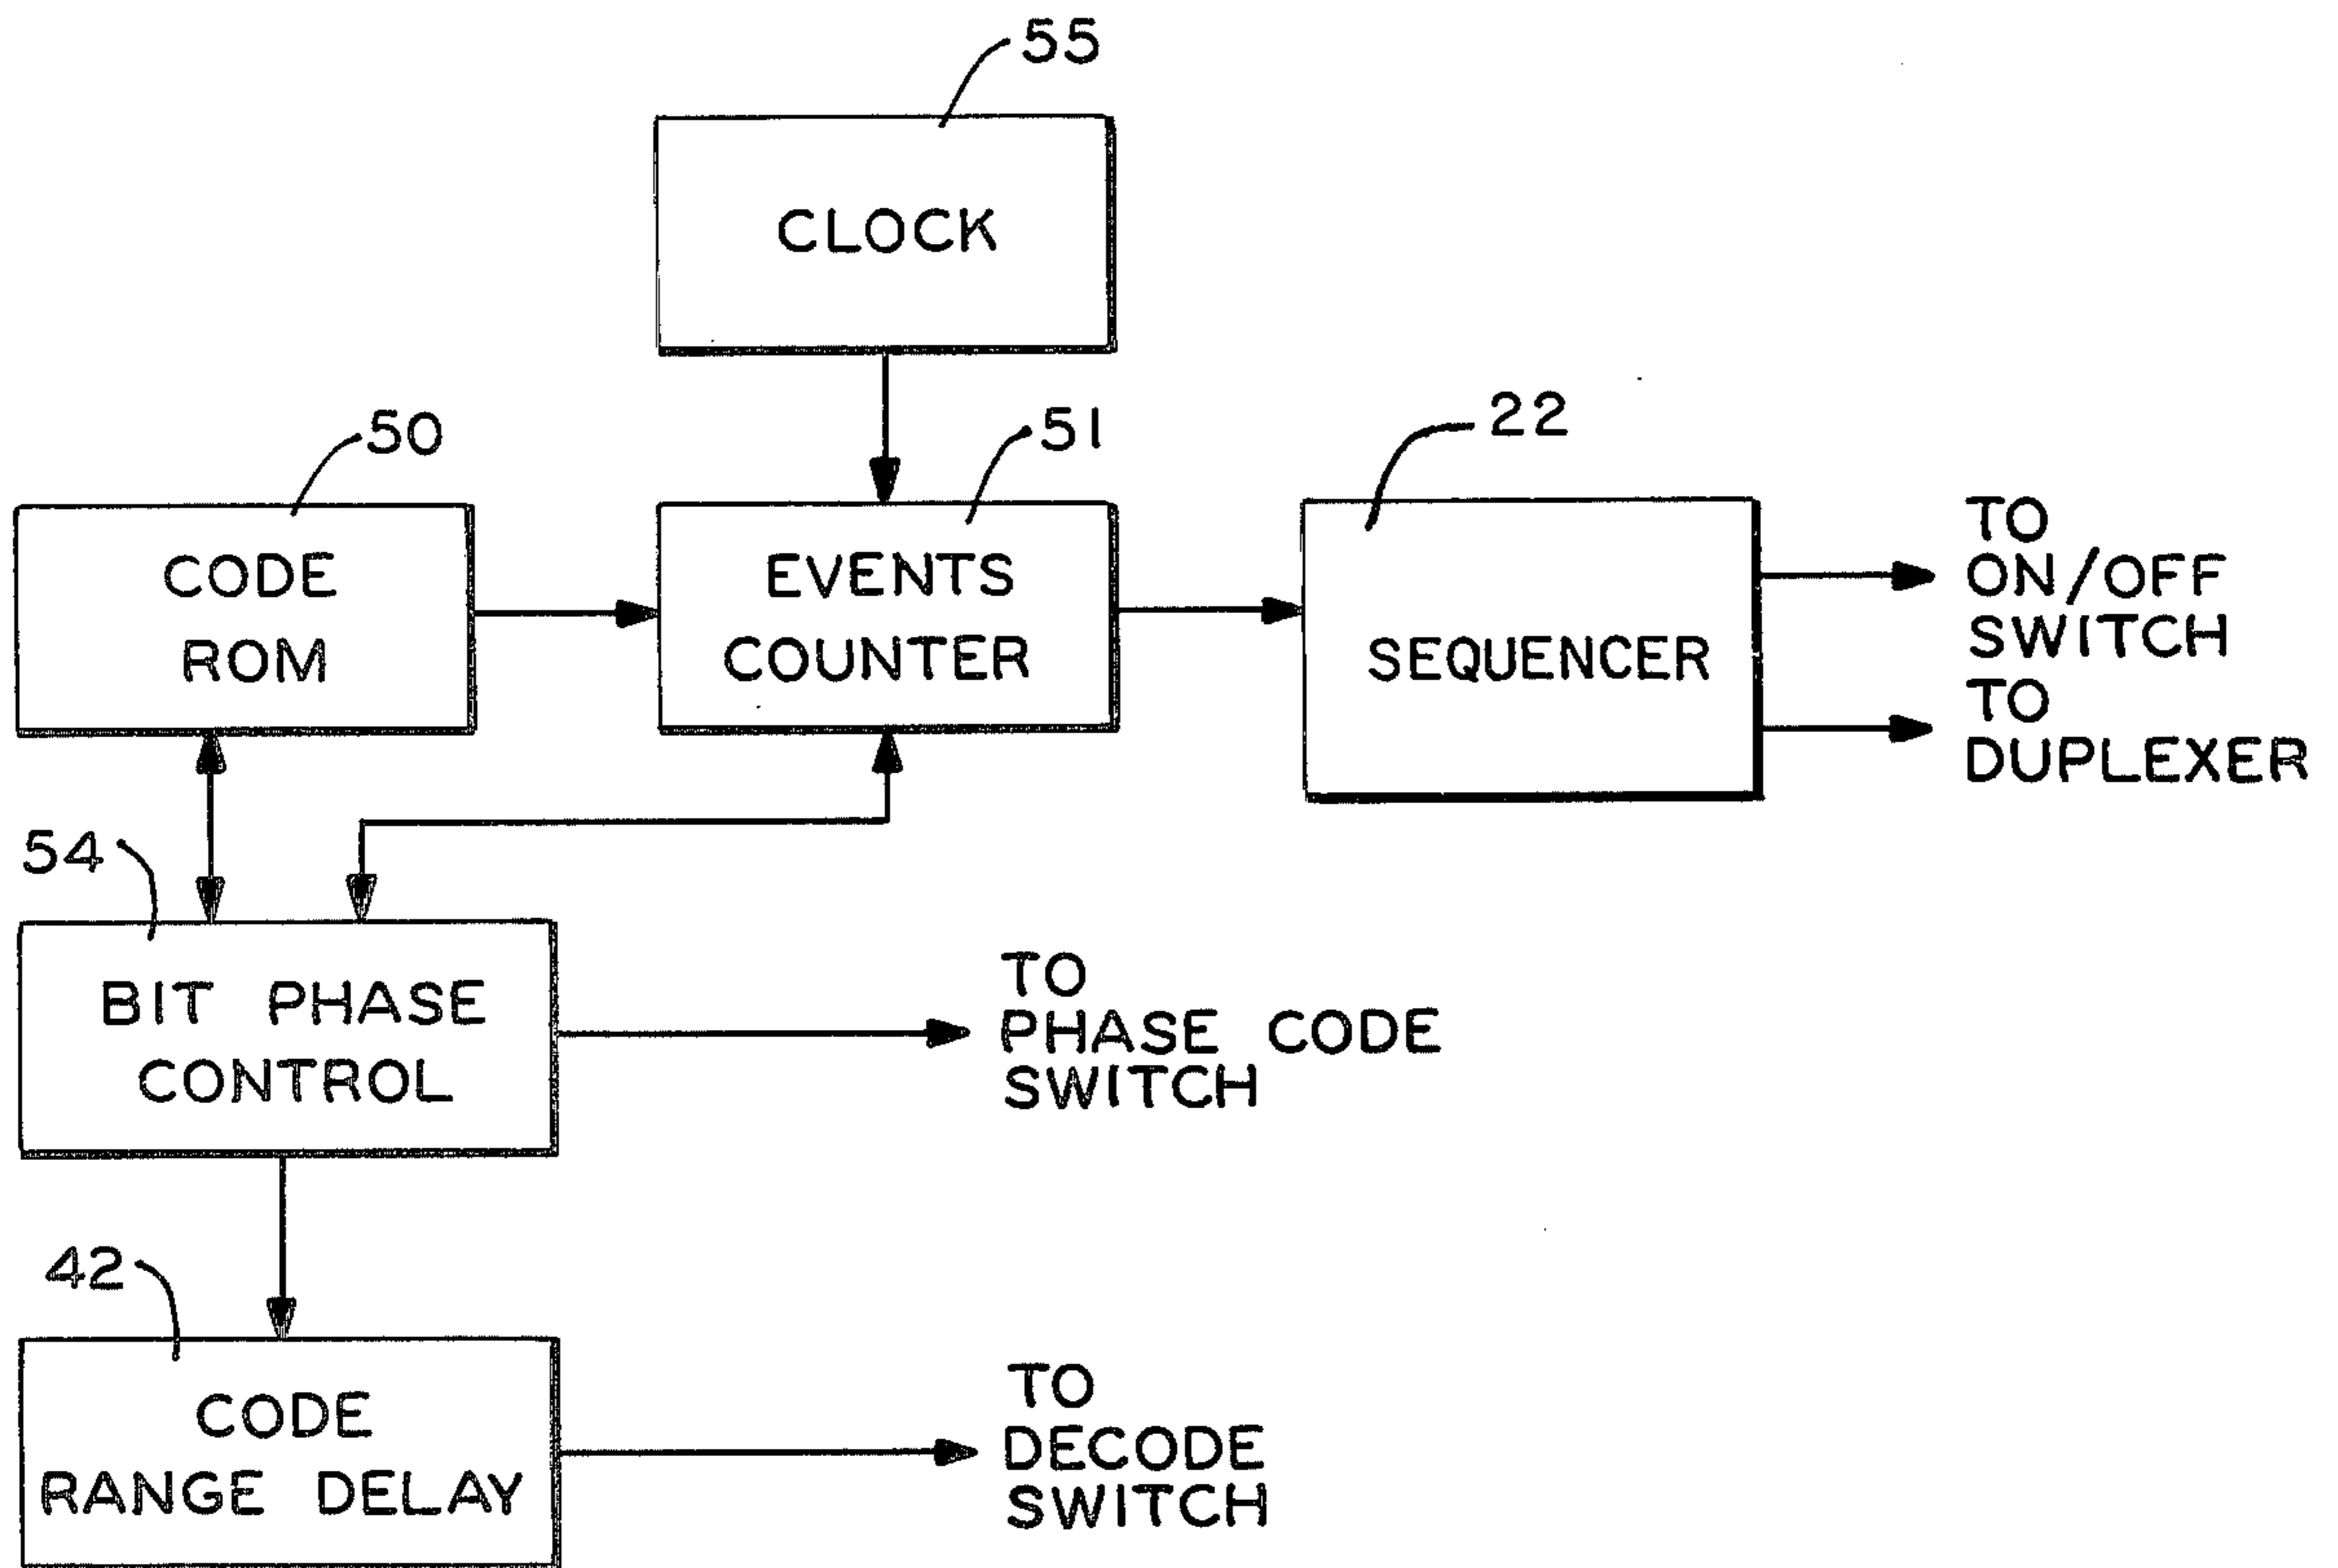 55
CLOCK
50
CODE
ROM
51
EVENTS
COUNTER
22
SEQUENCER
TO
ON/OFF
SWITCH
TO
DUPLEXER
54
BIT PHASE
CONTROL
TO
PHASE CODE
SWITCH
42
CODE
RANGE DELAY
TO
DECODE
SWITCH